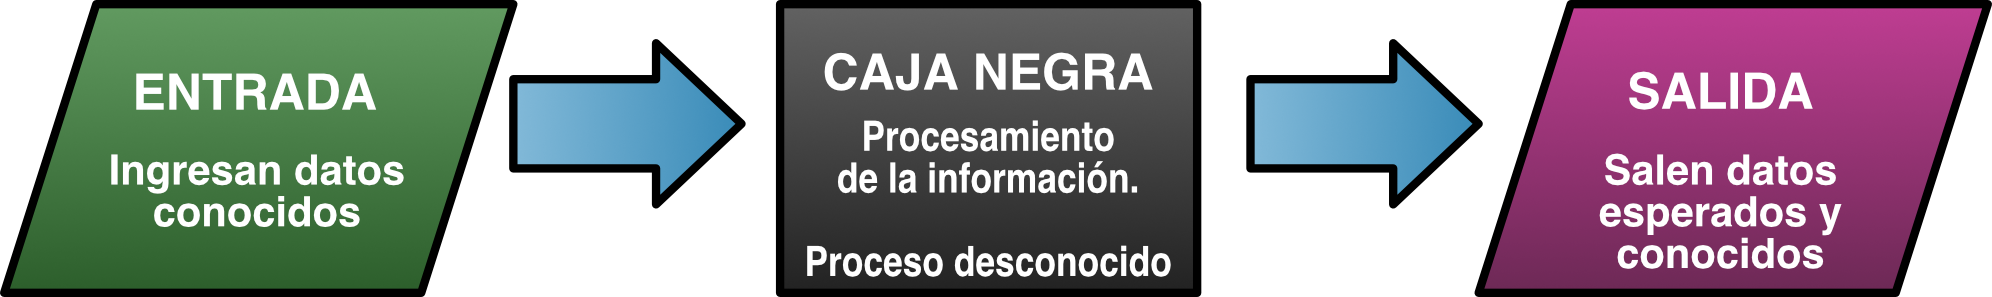 ENTRADA
Ingresan datos
conocidos
CAJA NEGRA
Procesamiento
de la información.
Proceso desconocido
SALIDA
Salen datos
esperados y
conocidos